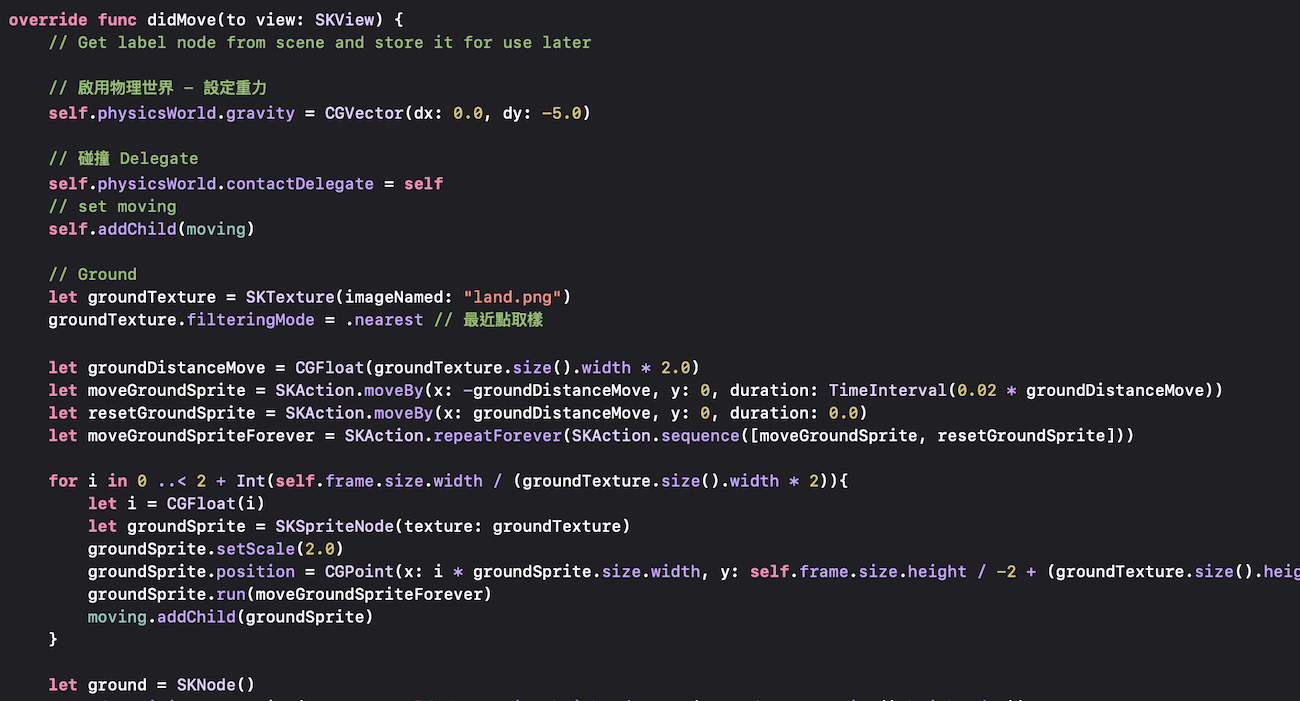 override func didMove(to view: SKView) {
// Get label node from scene and store it for use later
// 啟用物理世界 - 設定重力
self.physicsWorld.gravity = CGVector(dx: 0.0, dy: -5.0)
// 碰撞 Delegate
self.physicsWorld.contactDelegate = self
// set moving
self.addChild(moving)
// Ground
let groundTexture = SKTexture(imageNamed: "land.png")
groundTexture.filteringMode = .nearest // 最近點取樣
let groundDistanceMove = CGFloat(groundTexture.size().width * 2.0)
let moveGroundSprite = SKAction.moveBy(x: -groundDistanceMove, y: 0, duration: TimeInterval(0.02 * groundDistanceMove))
let resetGroundSprite = SKAction.moveBy(x: groundDistanceMove, y: 0, duration: 0.0)
let moveGroundSpriteForever = SKAction.repeatForever(SKAction.sequence([moveGroundSprite, resetGroundSprite]))
for i in 0 ..< 2 + Int(self.frame.size.width / (groundTexture.size().width * 2)){
let i = CGFloat(i)
let groundSprite = SKSpriteNode(texture: groundTexture)
groundSprite.setScale(2.0)
groundSprite.position = CGPoint(x: i * groundSprite.size.width, y: self.frame.size.height / -2 + (groundTexture.size().heig
groundSprite.run(moveGroundSpriteForever)
moving.addChild(groundSprite)
}
let ground = SKNode()